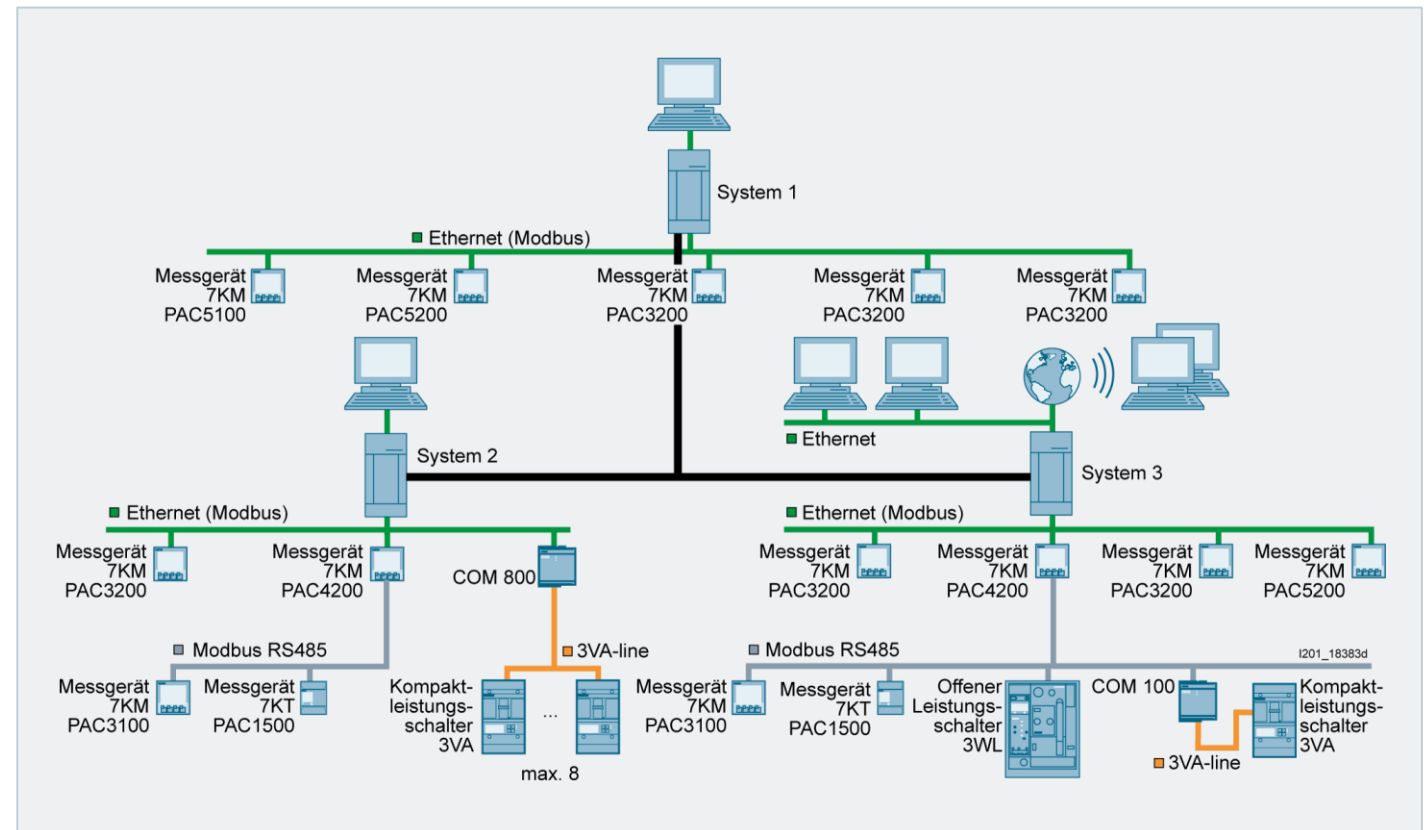 System 1
Ethernet (Modbus)
Messgerät
7KM
PAC5100
Messgerät
7KM
PAC5200
Messgerät
7KM
PAC3200
Messgerät
7KM
PAC3200
Messgerät
7KM
PAC3200
System 2
Ethernet
System 3
Ethernet (Modbus)
Messgerät
7KM
PAC3200
Messgerät
7KM
PAC4200
COM 800
Ethernet (Modbus)
Messgerät
7KM
PAC3200
Messgerät
7KM
PAC4200
Messgerät
7KM
PAC3200
Messgerät
7KM
PAC5200
Modbus RS485
3VA-line
Messgerät
7KM
PAC3100
Messgerät
7KT
PAC1500
Kompakt-
leistungs-
schalter
3VA
...
max. 8
Modbus RS485
I201_18383d
Messgerät
7KM
PAC3100
Messgerät
7KT
PAC1500
Offener
Leistungs-
schalter
3WL
COM 100
Kompakt-
leistungs-
schalter
3VA
3VA-line